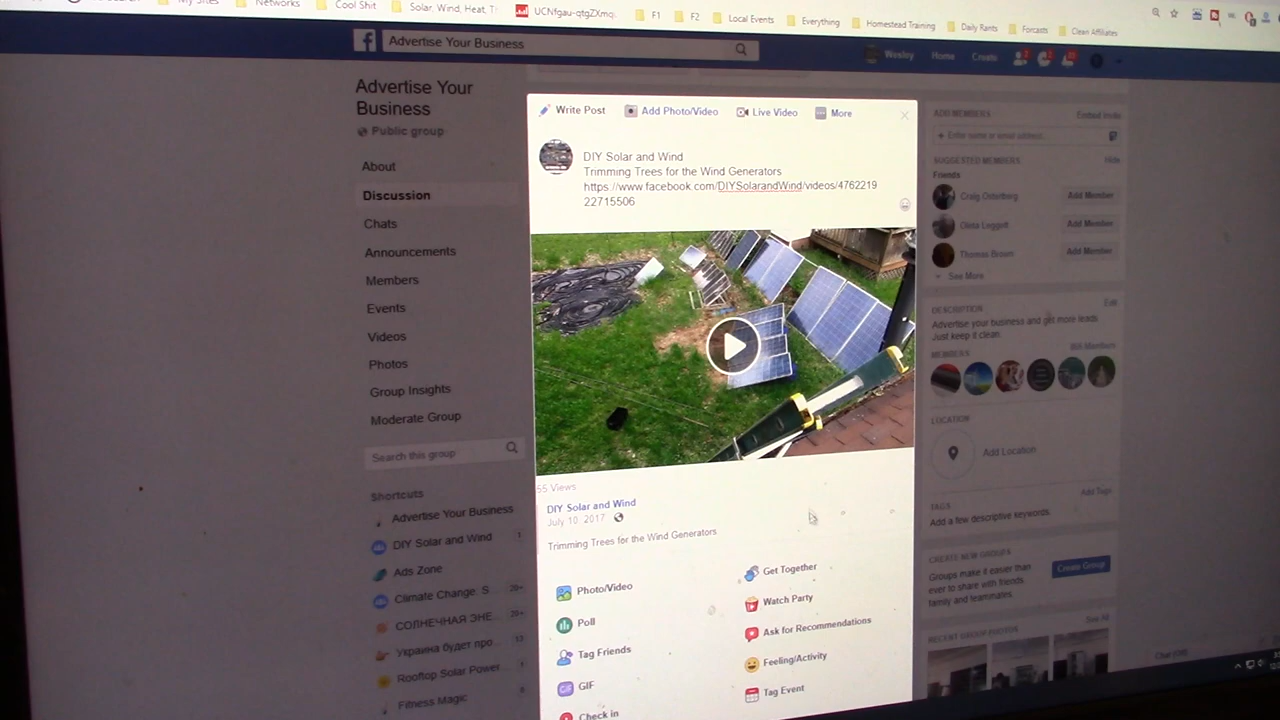 My Sites
Networks
Cool Shit
Solar, Wind, Heat, T
UCNfgau-qtgZXmq
F1
F2
Local Events
Everything
Homestead Training
Daily Rants
Forcasts
Clean Affiliates
Advertise Your Business
Wesley
Home
Create
Advertise Your
Business
Public group
About
Discussion
Chats
Announcements
Members
Events
Videos
Photos
Group Insights
Moderate Group
Search this group
Shortcuts
Advertise Your Business
DIY Solar and Wind 1
Ads Zone
Climate Change, S... 20+
СОЛНЕЧНАЯ ЭНЕ... 20+
Украина будет про... 13
Rooftop Solar Power...
Fitness Magic
Write Post
Add Photo/Video
Live Video
More
DIY Solar and Wind
Trimming Trees for the Wind Generators
https://www.facebook.com/DIYSolarandWind/videos/4762219
22715506
55 Views
DIY Solar and Wind
July 10, 2017
Trimming Trees for the Wind Generators
Photo/Video
Get Together
Poll
Watch Party
Tag Friends
Ask for Recommendations
GIF
Feeling/Activity
Check in
Tag Event
ADD MEMBERS
Embed Invite
+ Enter name or email address...
SUGGESTED MEMBERS
Hide
Friends
Add Member
Add Member
Thomas Brown
Add Member
See More
DESCRIPTION
Edit
Advertise your business and get more leads
Just keep it clean.
MEMBERS
Members
LOCATION
Add Location
TAGS
Add Tags
Add a few descriptive keywords.
CREATE NEW GROUPS
Groups make it easier than
ever to share with friends,
family and teammates.
Create Group
RECENT GROUP PHOTOS
See All